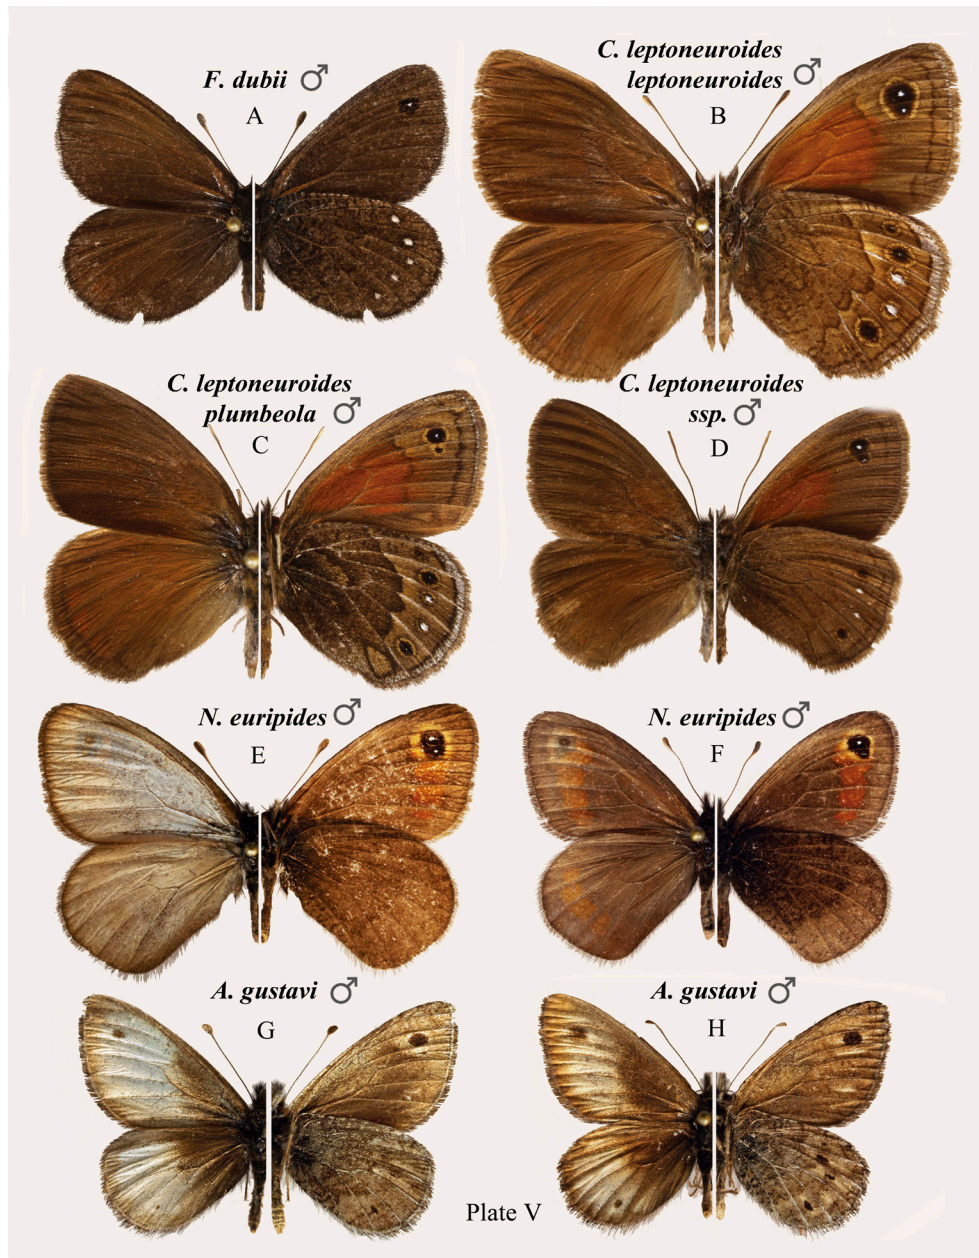 F. dubii ♂
A
C. leptoneuroides
leptoneuroides ♂
B
C. leptoneuroides
plumbeola ♂
C
C. leptoneuroides
ssp. ♂
D
N. euripides ♂
E
N. euripides ♂
F
A. gustavi ♂
G
A. gustavi ♂
H
Plate V